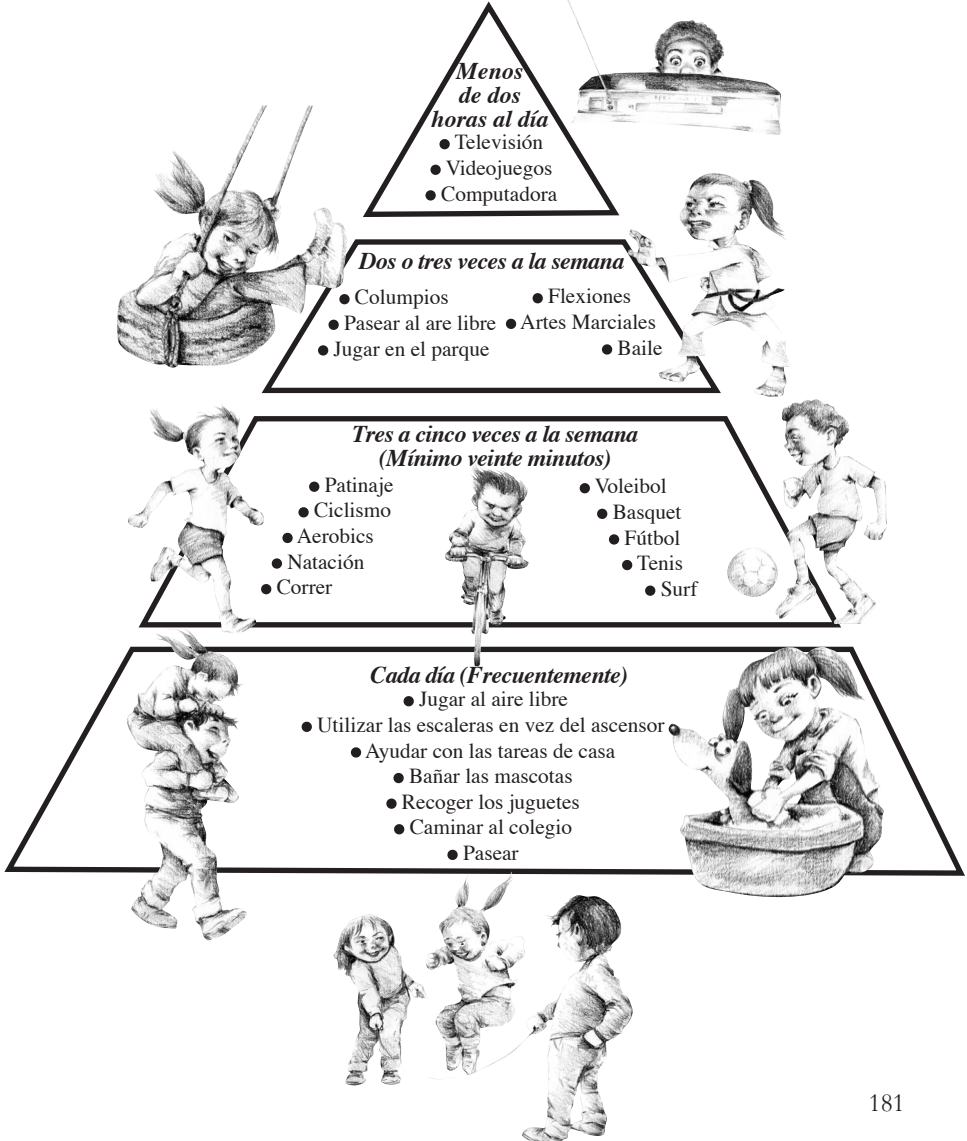 Menos
de dos
horas al día
● Televisión
● Videojuegos
● Computadora
Dos o tres veces a la semana
● Columpios
● Pasear al are libre
● Jugar en el parque
● Flexiones
● Artes Marciales
● Baile
Tres a cinco veces a la semana
(Mínimo veinte minutos)
● Patinaje
● Ciclismo
● Aerobics
● Natación
● Correr
● Voleibol
● Basquet
● Fútbol
● Tenis
● Surf
Cada día (Frecuentemente)
● Jugar al aire libre
● Utilizar las escaleras en vez del ascensor
● Ayudar con las tareas de casa
● Bañar las mascotas
● Recoger los juguetes
● Caminar al colegio
● Pasear
181